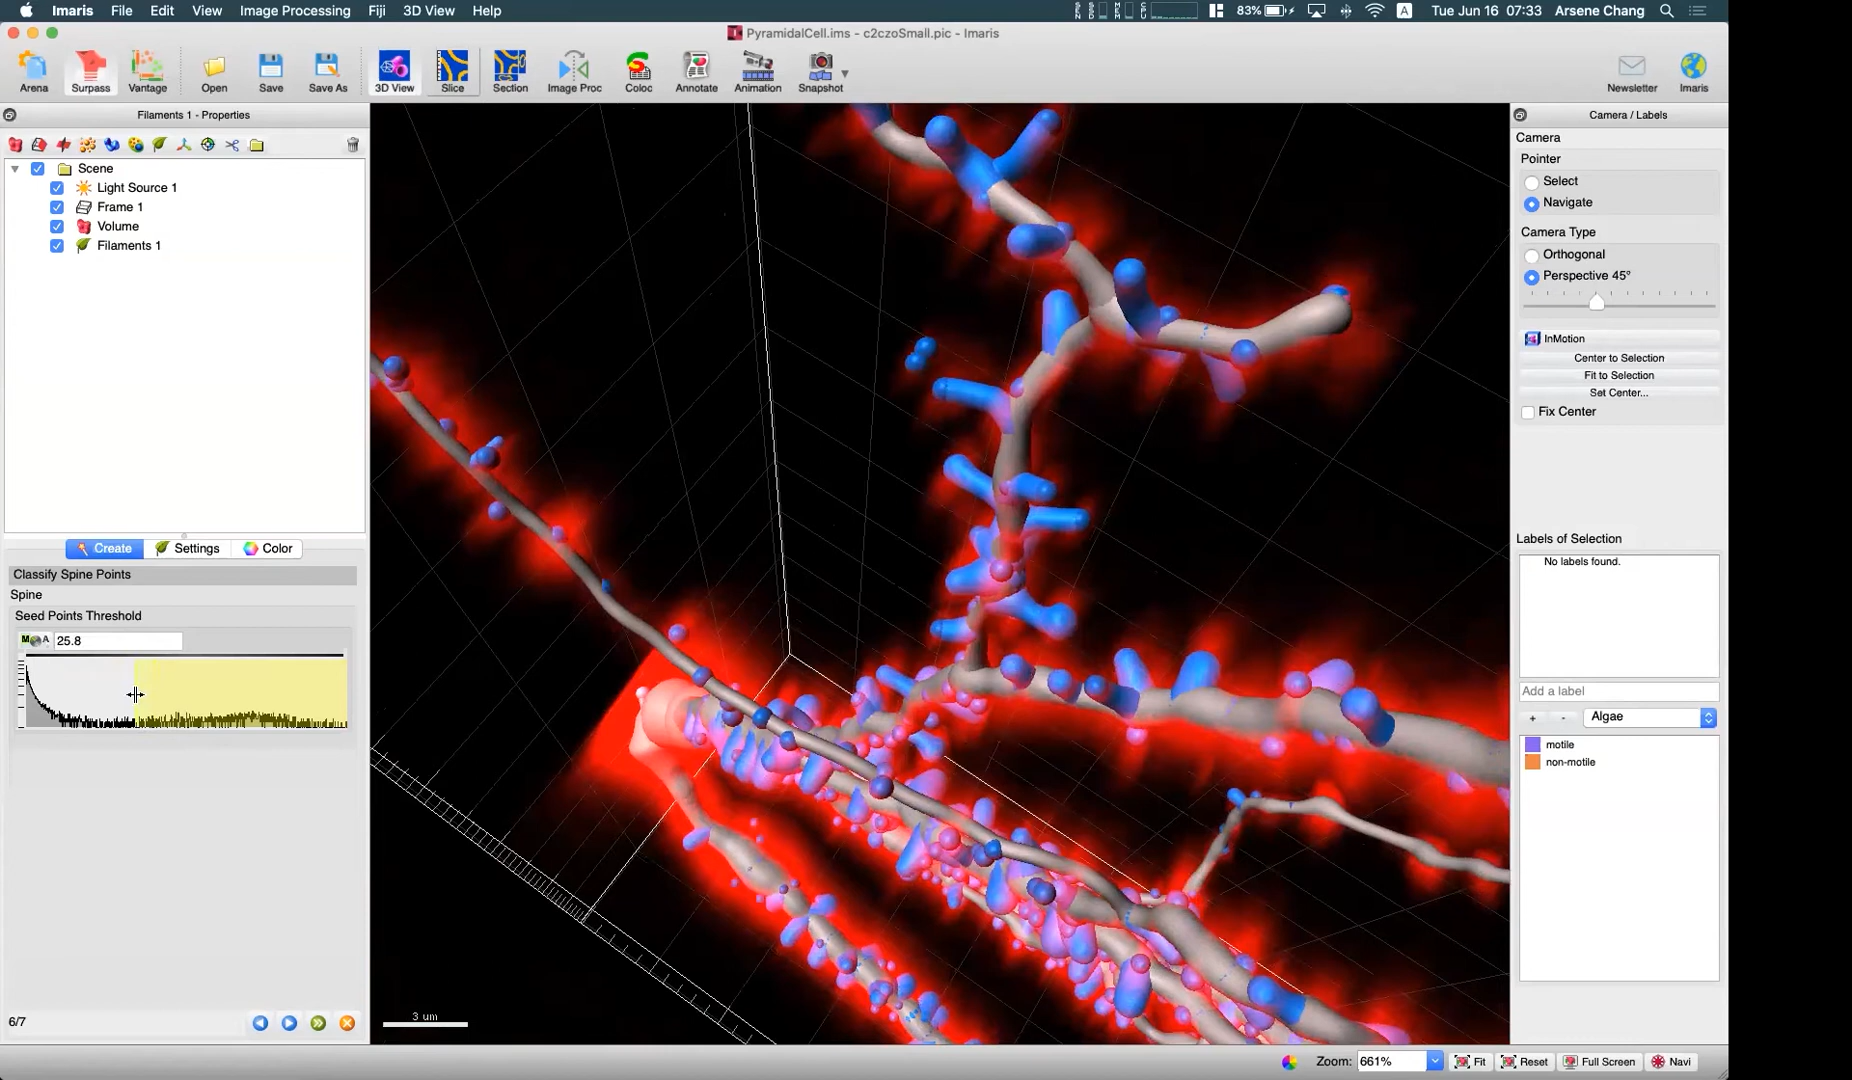 Imaris File Edit View Image Processing Fiji 3D View Help
83% A Tue Jun 16 07:33 Arsene Chang
PyramidalCell.ims - c2czoSmall.pic - Imaris
Arena Surpass Vantage Open Save Save As 3D View Slice Section Image Proc Coloc Annotate Animation Snapshot Newsletter Imaris
Filaments 1 - Properties
Scene
Light Source 1
Frame 1
Volume
Filaments 1
Create Settings Color
Classify Spine Points
Spine
Seed Points Threshold
M A 25.8
6/7
3 um
Camera / Labels
Camera
Pointer
Select
Navigate
Camera Type
Orthogonal
Perspective 45°
InMotion
Center to Selection
Fit to Selection
Set Center...
Fix Center
Labels of Selection
No labels found.
Add a label
+ - Algae
motile
non-motile
Zoom: 661% Fit Reset Full Screen Navi